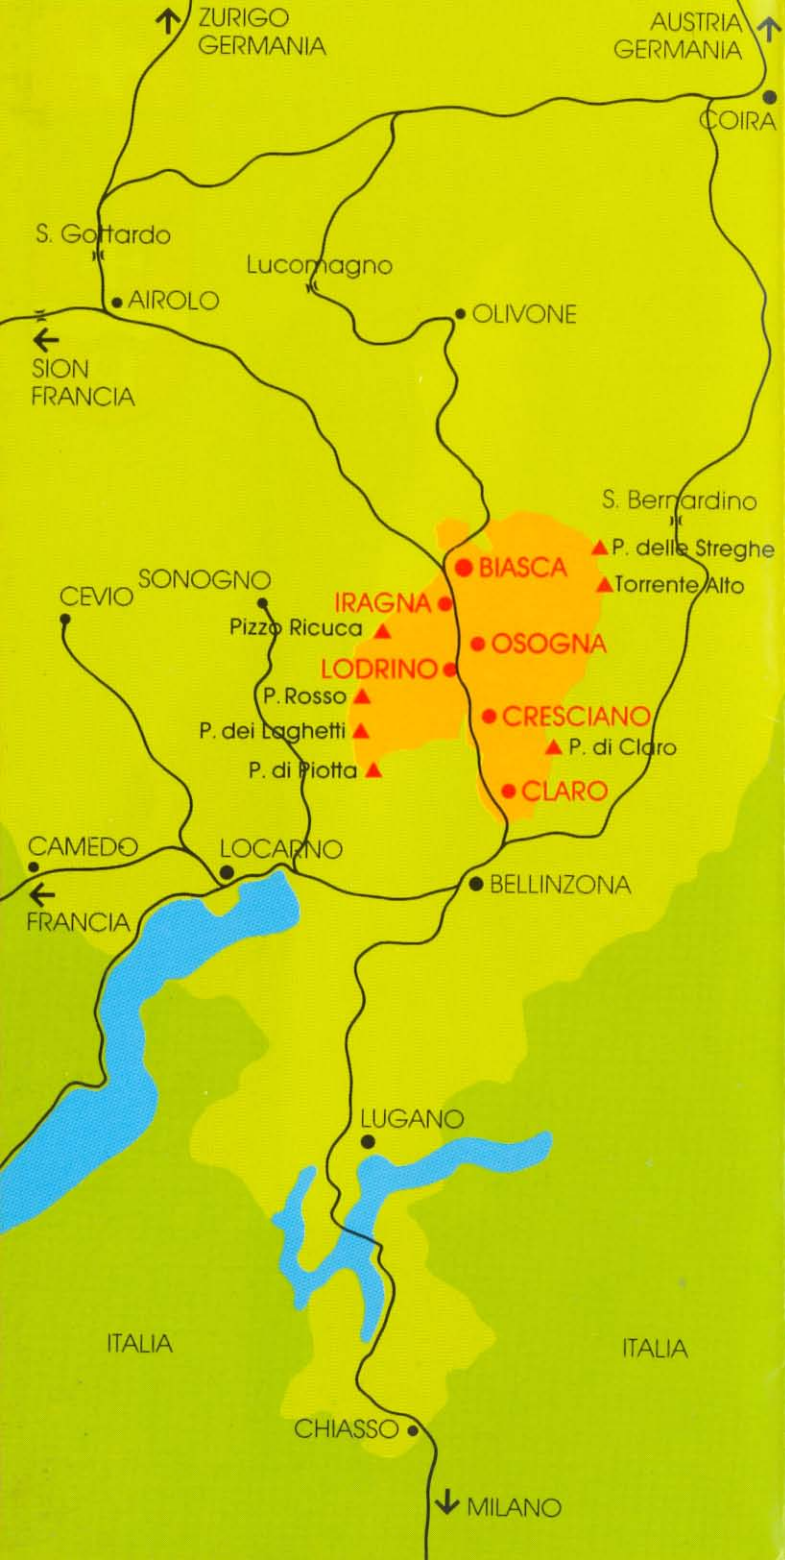 ZURIGO
GERMANIA
AUSTRIA
GERMANIA
COIRA
S. Gottardo
Lucomagno
AIROLO
OLIVONE
SION
FRANCIA
S. Bernardino
P. delle Streghe
BIASCA
SONOGNO
Torrente Alto
CEVIO
IRAGNA
Pizzo Ricuca
OSOGNA
LODRINO
P. Rosso
CRESCIANO
P. dei Laghetti
P. di Claro
P. di Piotta
CLARO
CAMEDO
LOCARNO
BELLINZONA
FRANCIA
LUGANO
ITALIA
ITALIA
CHIASSO
MILANO